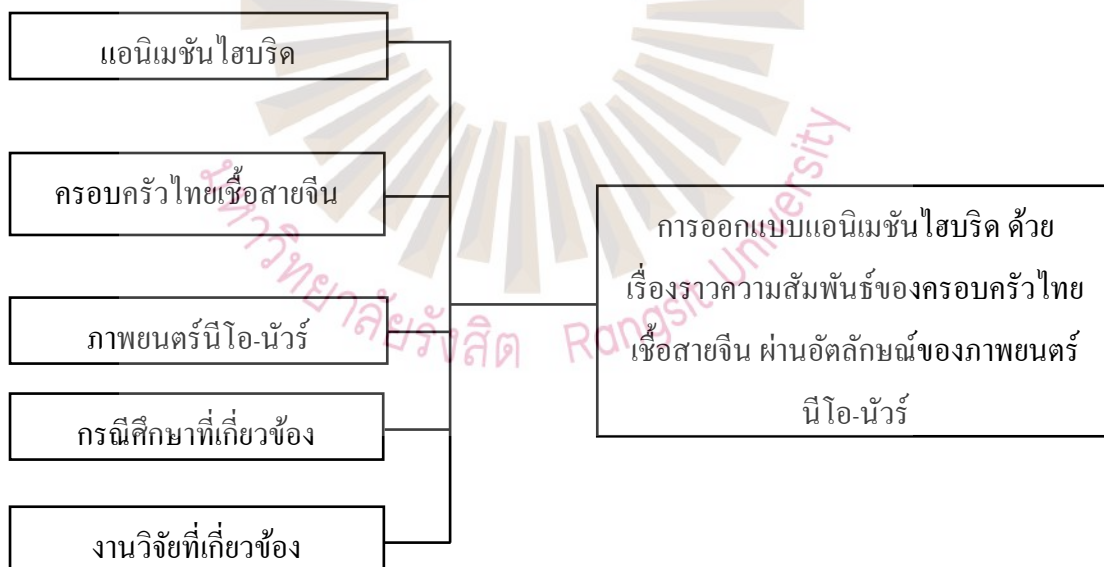 แอนิเมชันไฮบริด
ครอบครัวไทยเชื้อสายจีน
ภาพยนตร์นีโอ-นัวร์
กรณีศึกษาที่เกี่ยวข้อง
งานวิจัยที่เกี่ยวข้อง
การออกแบบแอนิเมชันไฮบริด ด้วย
เรื่องราวความสัมพันธ์ของครอบครัวไทย
เชื้อสายจีน ผ่านอัตลักษณ์ของภาพยนตร์
นีโอ-นัวร์
มหาวิทยาลัยรังสิต Rangsit University